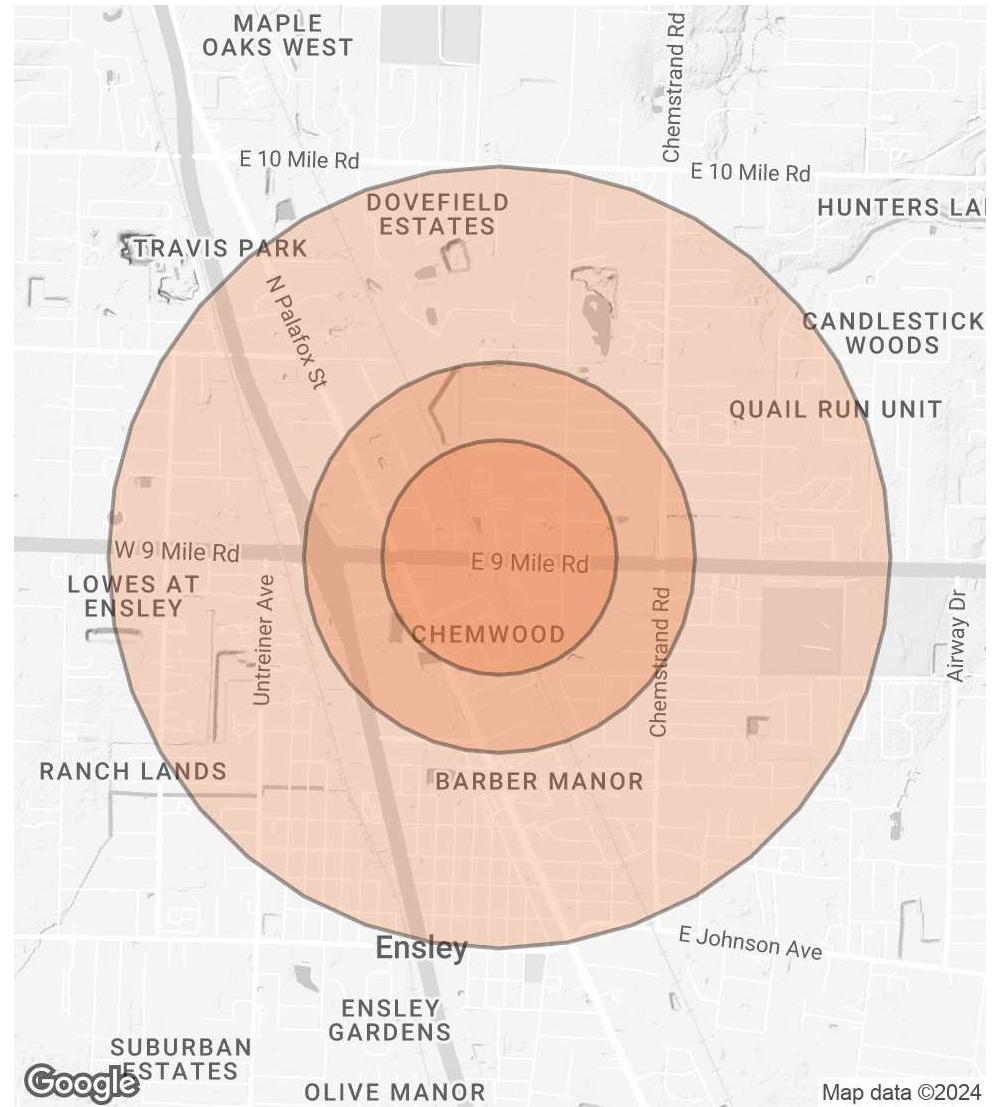 MAPLE
OAKS WEST
Chemstrand Rd
E 10 Mile Rd
E 10 Mile Rd
DOVEFIELD
ESTATES
HUNTERS LA
TRAVIS PARK
N Palafox St
CANDLESTICK
WOODS
QUAIL RUN UNIT
W 9 Mile Rd
E 9 Mile Rd
LOWES AT
ENSLEY
Untreiner Ave
CHEMWOOD
Chemstrand Rd
Airway Dr
RANCH LANDS
BARBER MANOR
Ensley
E Johnson Ave
ENSLEY
GARDENS
SUBURBAN
ESTATES
Google
OLIVE MANOR
Map data ©2024